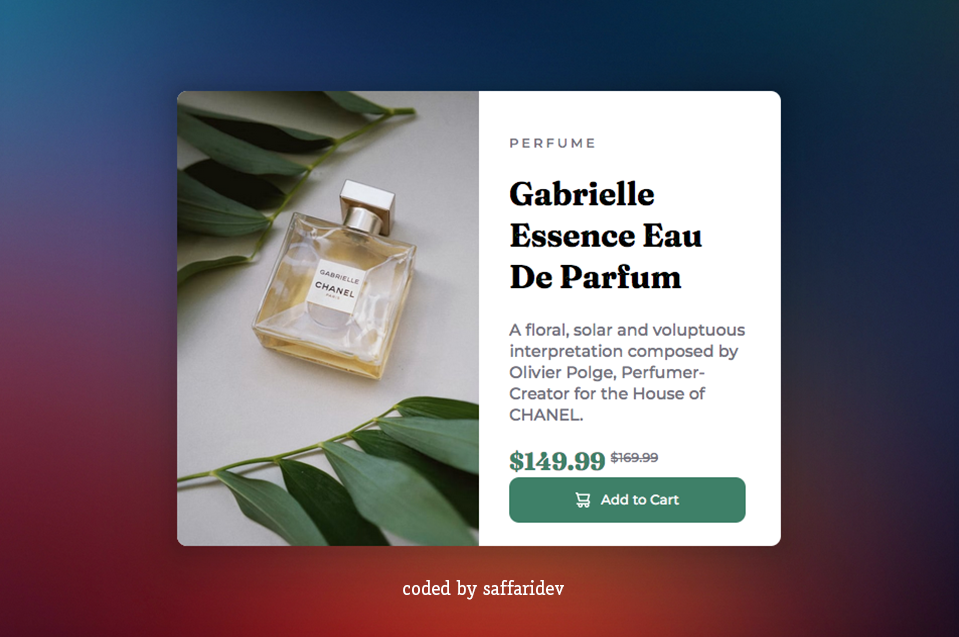 PERFUME
Gabrielle
Essence Eau
De Parfum
A floral, solar and voluptuous
interpretation composed by
Olivier Polge, Perfumer-
Creator for the House of
CHANEL.
$149.99 $169.99
Add to Cart
GABRIELLE
CHANEL
PARIS
coded by saffaridev